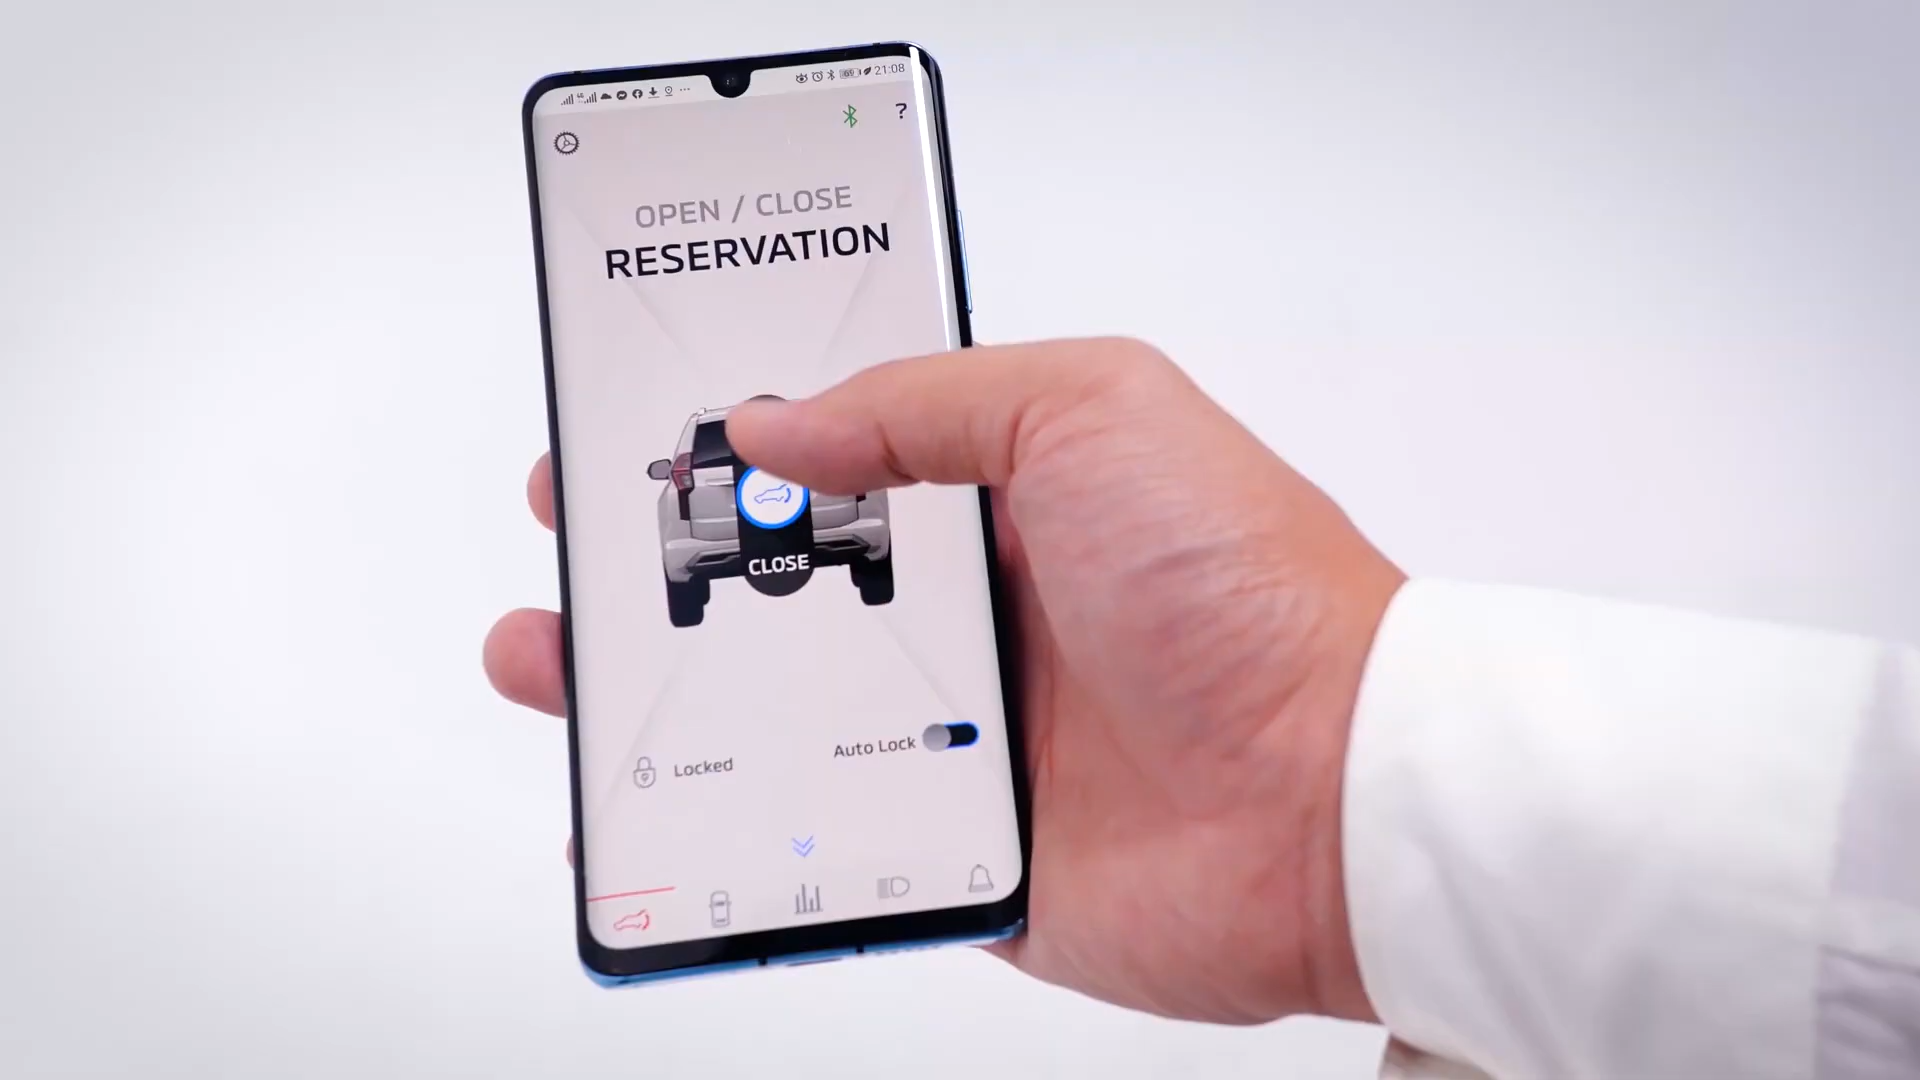 21:08
?
OPEN / CLOSE
RESERVATION
CLOSE
Locked
Auto Lock